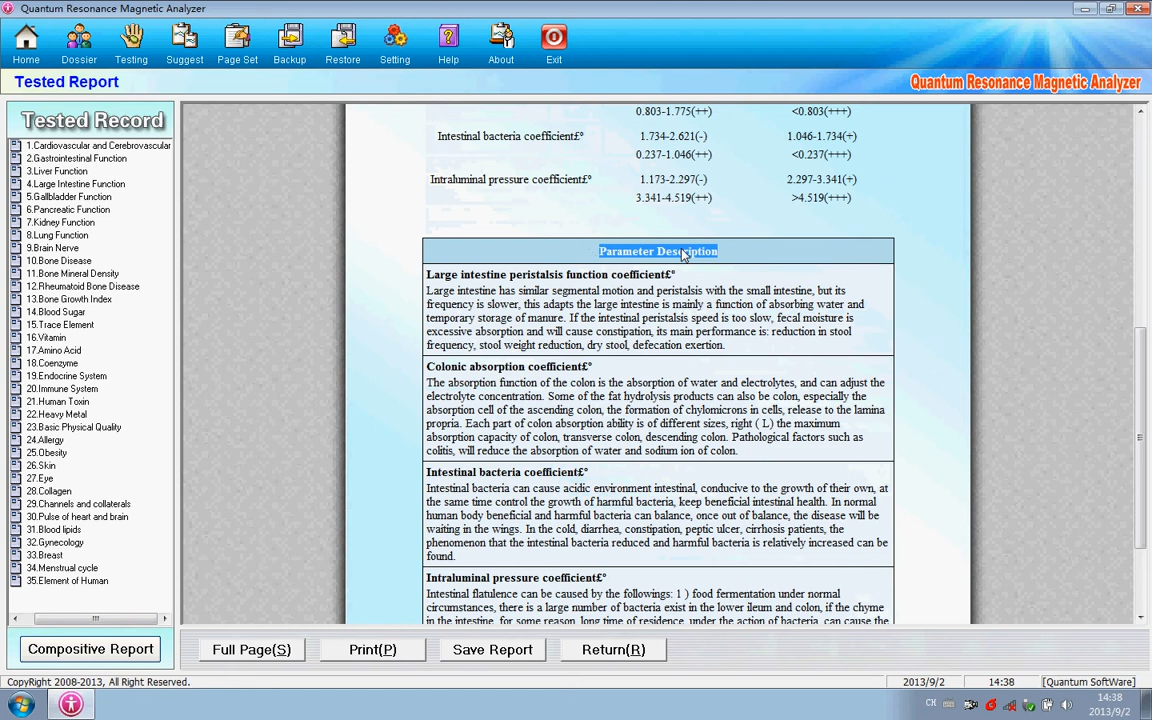 Quantum Resonance Magnetic Analyzer
Home Dossier Testing Suggest Page Set Backup Restore Setting Help About Exit
Tested Report
Quantum Resonance Magnetic Analyzer
Tested Record
1.Cardiovascular and Cerebrovascular
2.Gastrointestinal Function
3.Liver Function
4.Large Intestine Function
5.Gallbladder Function
6.Pancreatic Function
7.Kidney Function
8.Lung Function
9.Brain Nerve
10.Bone Disease
11.Bone Mineral Density
12.Rheumatoid Bone Disease
13.Bone Growth Index
14.Blood Sugar
15.Trace Element
16.Vitamin
17.Amino Acid
18.Coenzyme
19.Endocrine System
20.Immune System
21.Human Toxin
22.Heavy Metal
23.Basic Physical Quality
24.Allergy
25.Obesity
26.Skin
27.Eye
28.Collagen
29.Channels and collaterals
30.Pulse of heart and brain
31.Blood lipids
32.Gynecology
33.Breast
34.Menstrual cycle
35.Element of Human
Compositive Report
0.803-1.775(++) <0.803(+++)
Intestinal bacteria coefficient£° 1.734-2.621(-) 1.046-1.734(+)
0.237-1.046(++) <0.237(+++)
Intraluminal pressure coefficient£° 1.173-2.297(-) 2.297-3.341(+)
3.341-4.519(++) >4.519(+++)
Parameter Description
Large intestine peristalsis function coefficient£°
Large intestine has similar segmental motion and peristalsis with the small intestine, but its
frequency is slower, this adapts the large intestine is mainly a function of absorbing water and
temporary storage of manure. If the intestinal peristalsis speed is too slow, fecal moisture is
excessive absorption and will cause constipation, its main performance is: reduction in stool
frequency, stool weight reduction, dry stool, defecation exertion.
Colonic absorption coefficient£°
The absorption function of the colon is the absorption of water and electrolytes, and can adjust the
electrolyte concentration. Some of the fat hydrolysis products can also be colon, especially the
absorption cell of the ascending colon, the formation of chylomicrons in cells, release to the lamina
propria. Each part of colon absorption ability is of different sizes, right ( L) the maximum
absorption capacity of colon, transverse colon, descending colon. Pathological factors such as
colitis, will reduce the absorption of water and sodium ion of colon.
Intestinal bacteria coefficient£°
Intestinal bacteria can cause acidic environment intestinal, conducive to the growth of their own, at
the same time control the growth of harmful bacteria, keep beneficial intestinal health. In normal
human body beneficial and harmful bacteria can balance, once out of balance, the disease will be
waiting in the wings. In the cold, diarrhea, constipation, peptic ulcer, cirrhosis patients, the
phenomenon that the intestinal bacteria reduced and harmful bacteria is relatively increased can be
found.
Intraluminal pressure coefficient£°
Intestinal flatulence can be caused by the followings: 1 ) food fermentation under normal
circumstances, there is a large number of bacteria exist in the lower ileum and colon, if the chyme
in the intestine, for some reason, long time of residence, under the action of bacteria, can cause the
Full Page(S) Print(P) Save Report Return(R)
CopyRight 2008-2013, All Right Reserved. 2013/9/2 14:38 [Quantum SoftWare]
CH 14:38
2013/9/2